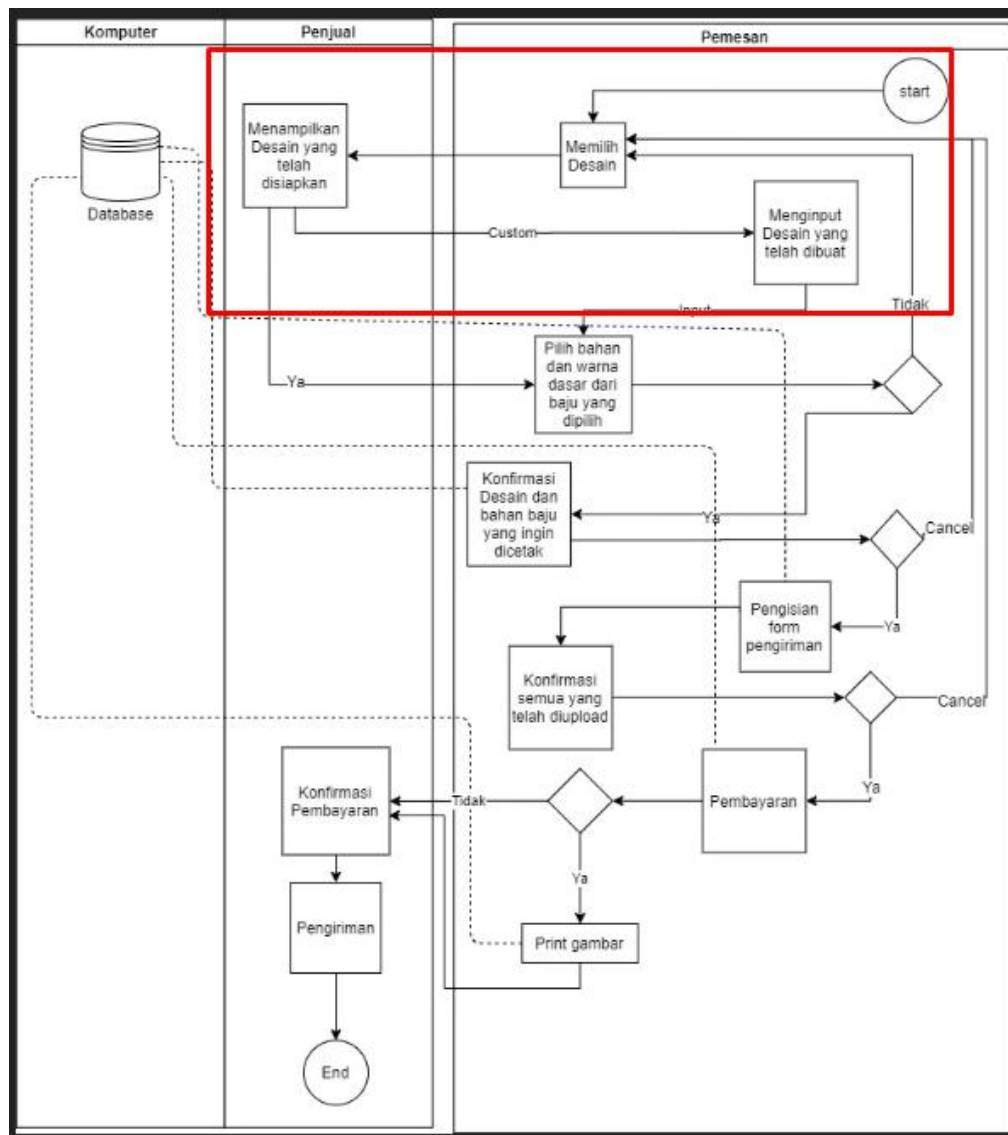 Komputer
Penjual
Pemesan
start
Menampilkan
Desain yang
telah
disiapkan
Memilih
Desain
Database
Custom
Menginput
Desain yang
telah dibuat
Tidak
Input
Pilih bahan
dan warna
dasar dari
baju yang
dipilih
Ya
Konfirmasi
Desain dan
bahan baju
yang ingin
dicetak
Ya
Cancel
Pengisian
form
pengiriman
Ya
Konfirmasi
semua yang
telah diupload
Cancel
Ya
Konfirmasi
Pembayaran
Tidak
Pembayaran
Ya
Pengiriman
Print gambar
End